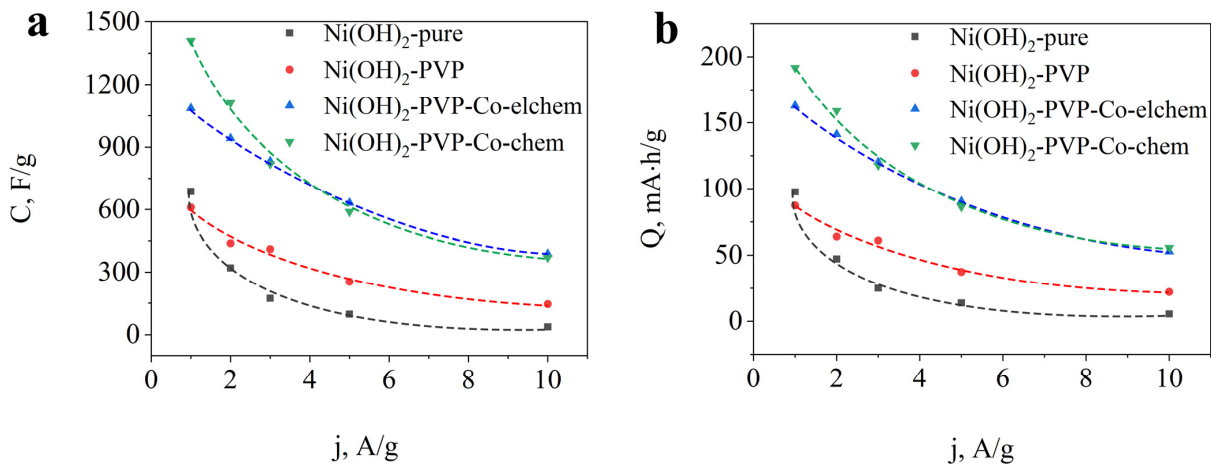 a
C, F/g
1500
1200
900
600
300
0
0 2 4 6 8 10
j, A/g
Ni(OH)₂-pure
Ni(OH)₂-PVP
Ni(OH)₂-PVP-Co-elchem
Ni(OH)₂-PVP-Co-chem
b
Q, mA·h/g
200
150
100
50
0
0 2 4 6 8 10
j, A/g
Ni(OH)₂-pure
Ni(OH)₂-PVP
Ni(OH)₂-PVP-Co-elchem
Ni(OH)₂-PVP-Co-chem